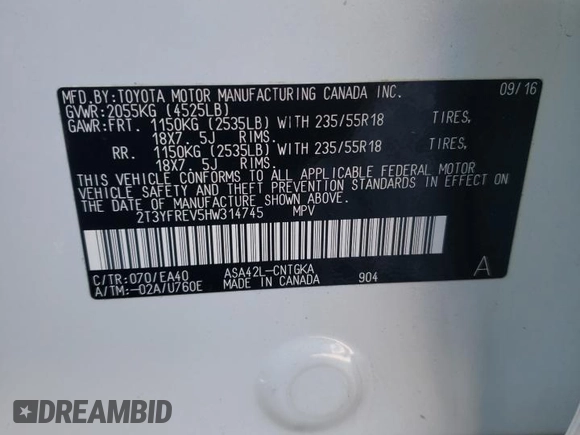 MFD.BY:TOYOTA MOTOR MANUFACTURING CANADA INC. 09/16
GVWR:2055KG (4525LB)
GAWR:FRT. 1150KG (2535LB) WITH 235/55R18 TIRES,
18X7 5J RIMS.
RR. 1150KG (2535LB) WITH 235/55R18 TIRES,
18X7 5J RIMS.
THIS VEHICLE CONFORMS TO ALL APPLICABLE FEDERAL MOTOR
VEHICLE SAFETY AND THEFT PREVENTION STANDARDS IN EFFECT ON
THE DATE OF MANUFACTURE SHOWN ABOVE.
2T3YFREV5HW314745 MPV
C/TR:070/EA40 ASA42L-CNTGKA A
A/TM:-02A/U760E MADE IN CANADA 904
DREAMBID